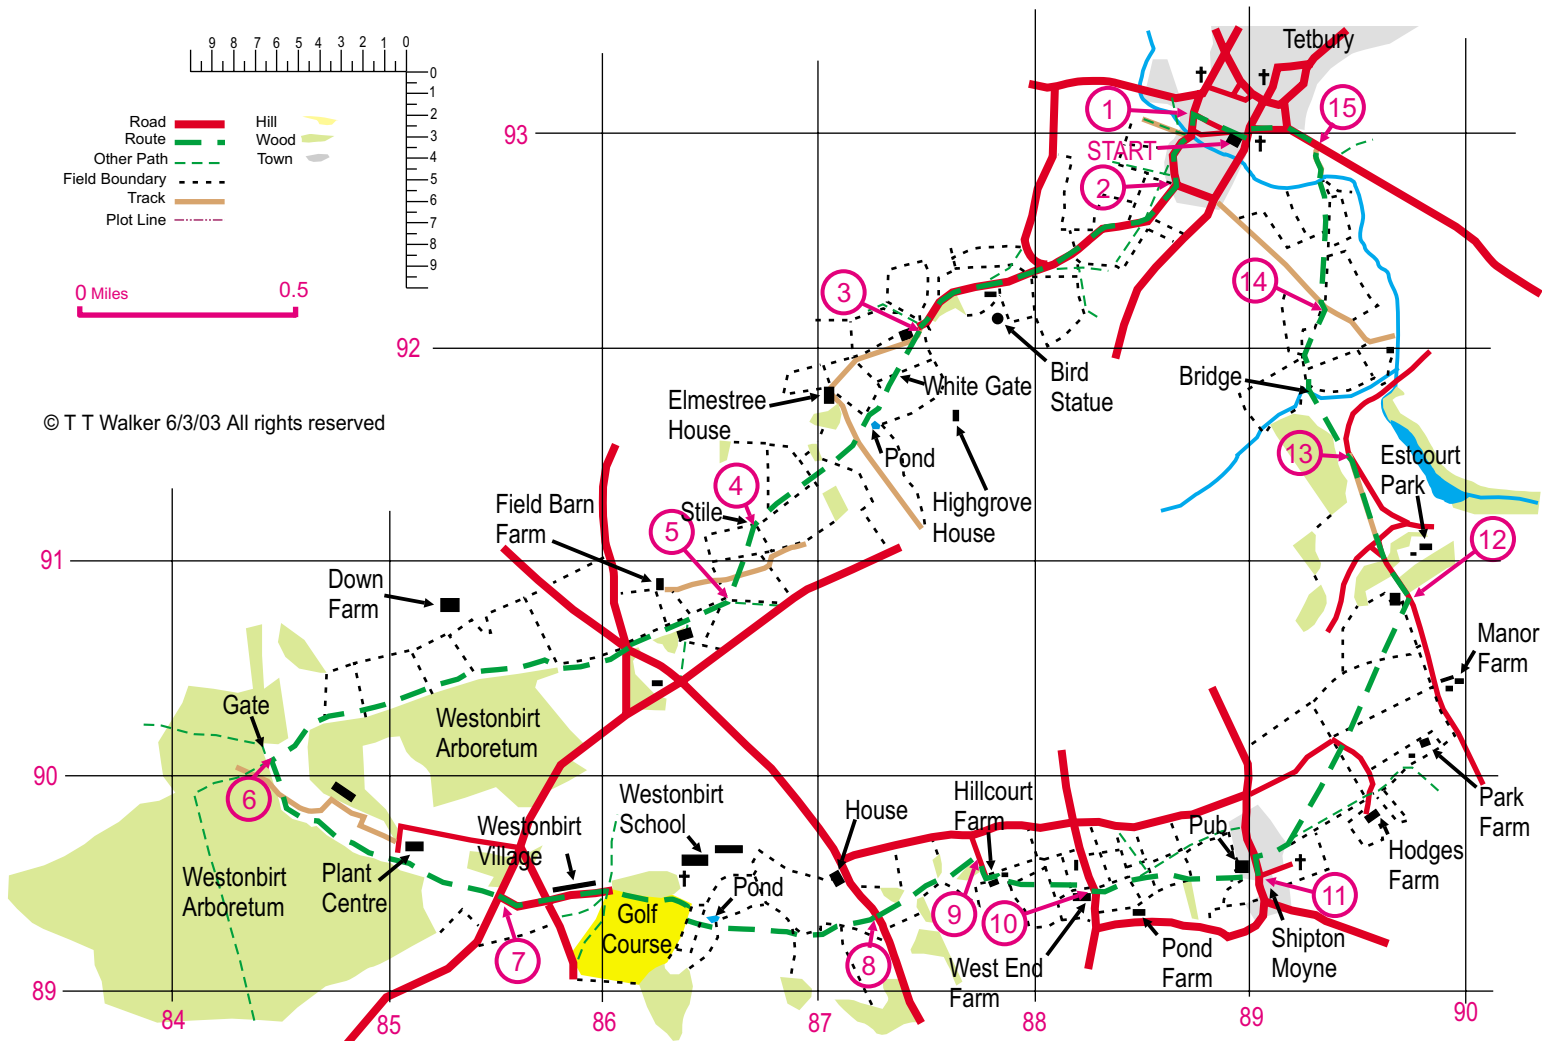 9 8 7 6 5 4 3 2 1 0
0
1
2
3
4
5
6
7
8
9
Road
Route
Other Path
Field Boundary
Track
Plot Line
Hill
Wood
Town
0 Miles 0.5
© T T Walker 6/3/03 All rights reserved
Tetbury
93
1
15
START
2
14
3
92
Bridge
White Gate
Bird
Statue
Elmestree
House
Pond
13
Estcourt
Park
4
Highgrove
House
Field Barn
Farm
Stile
5
12
91
Down
Farm
Manor
Farm
Gate
Westonbirt
Arboretum
90
6
Westonbirt
School
House
Hillcourt
Farm
Park
Farm
Westonbirt
Village
Pub
Hodges
Farm
Plant
Centre
Westonbirt
Arboretum
Pond
Golf
Course
9
10
11
7
8
West End
Farm
Pond
Farm
Shipton
Moyne
89
84 85 86 87 88 89 90